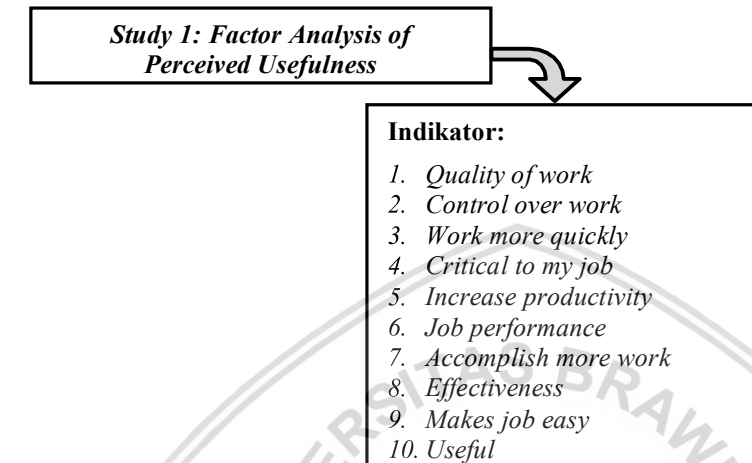 Study 1: Factor Analysis of
Perceived Usefulness
Indikator:
1. Quality of work
2. Control over work
3. Work more quickly
4. Critical to my job
5. Increase productivity
6. Job performance
7. Accomplish more work
8. Effectiveness
9. Makes job easy
10. Useful
ERSITAS BRAW